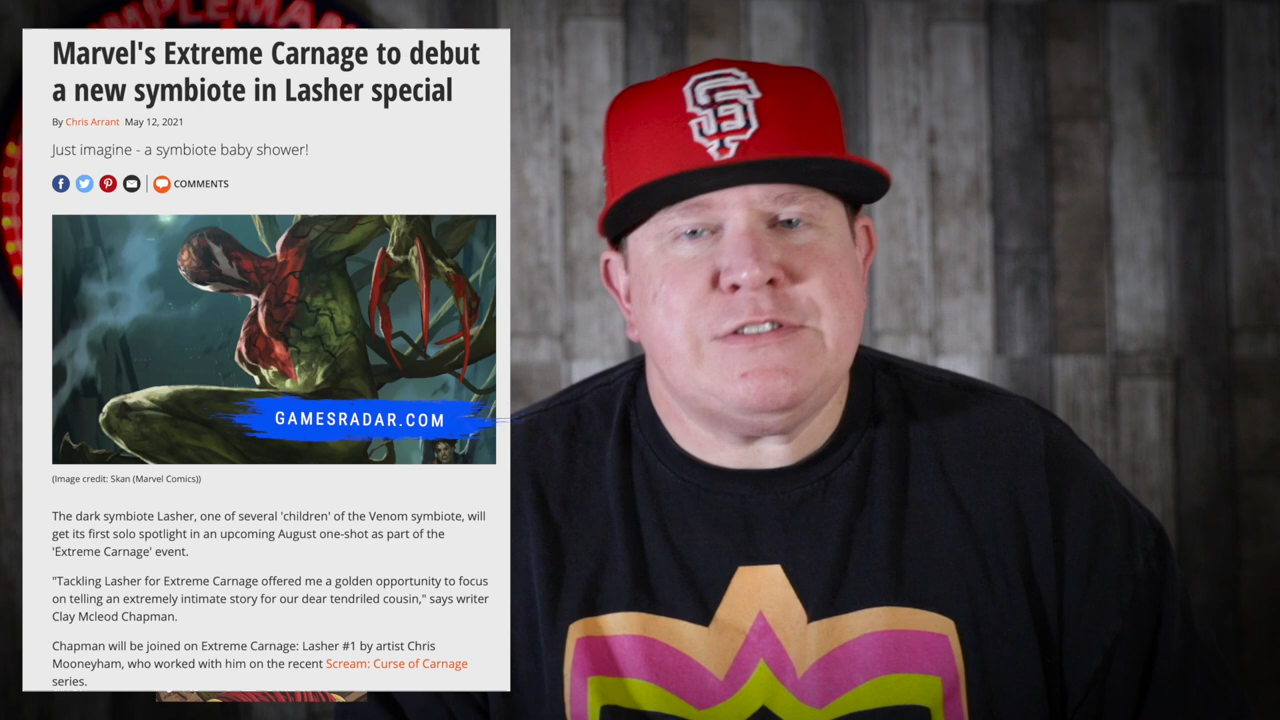 MPLEMAN
Marvel's Extreme Carnage to debut
a new symbiote in Lasher special
By Chris Arrant May 12, 2021
Just imagine - a symbiote baby shower!
COMMENTS
GAMESRADAR.COM
(Image credit: Skan (Marvel Comics))
The dark symbiote Lasher, one of several 'children' of the Venom symbiote, will
get its first solo spotlight in an upcoming August one-shot as part of the
'Extreme Carnage' event.
"Tackling Lasher for Extreme Carnage offered me a golden opportunity to focus
on telling an extremely intimate story for our dear tendriled cousin," says writer
Clay Mcleod Chapman.
Chapman will be joined on Extreme Carnage: Lasher #1 by artist Chris
Mooneyham, who worked with him on the recent Scream: Curse of Carnage
series.
SF